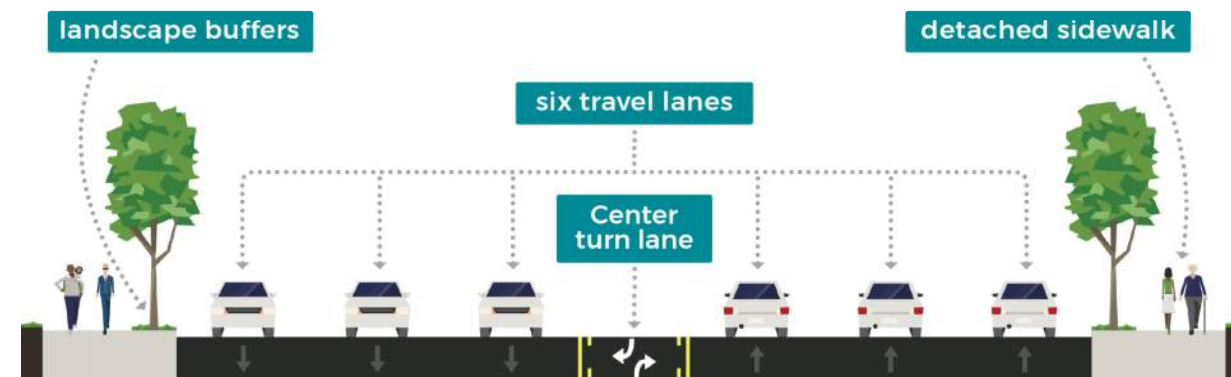 landscape buffers
detached sidewalk
six travel lanes
Center
turn lane